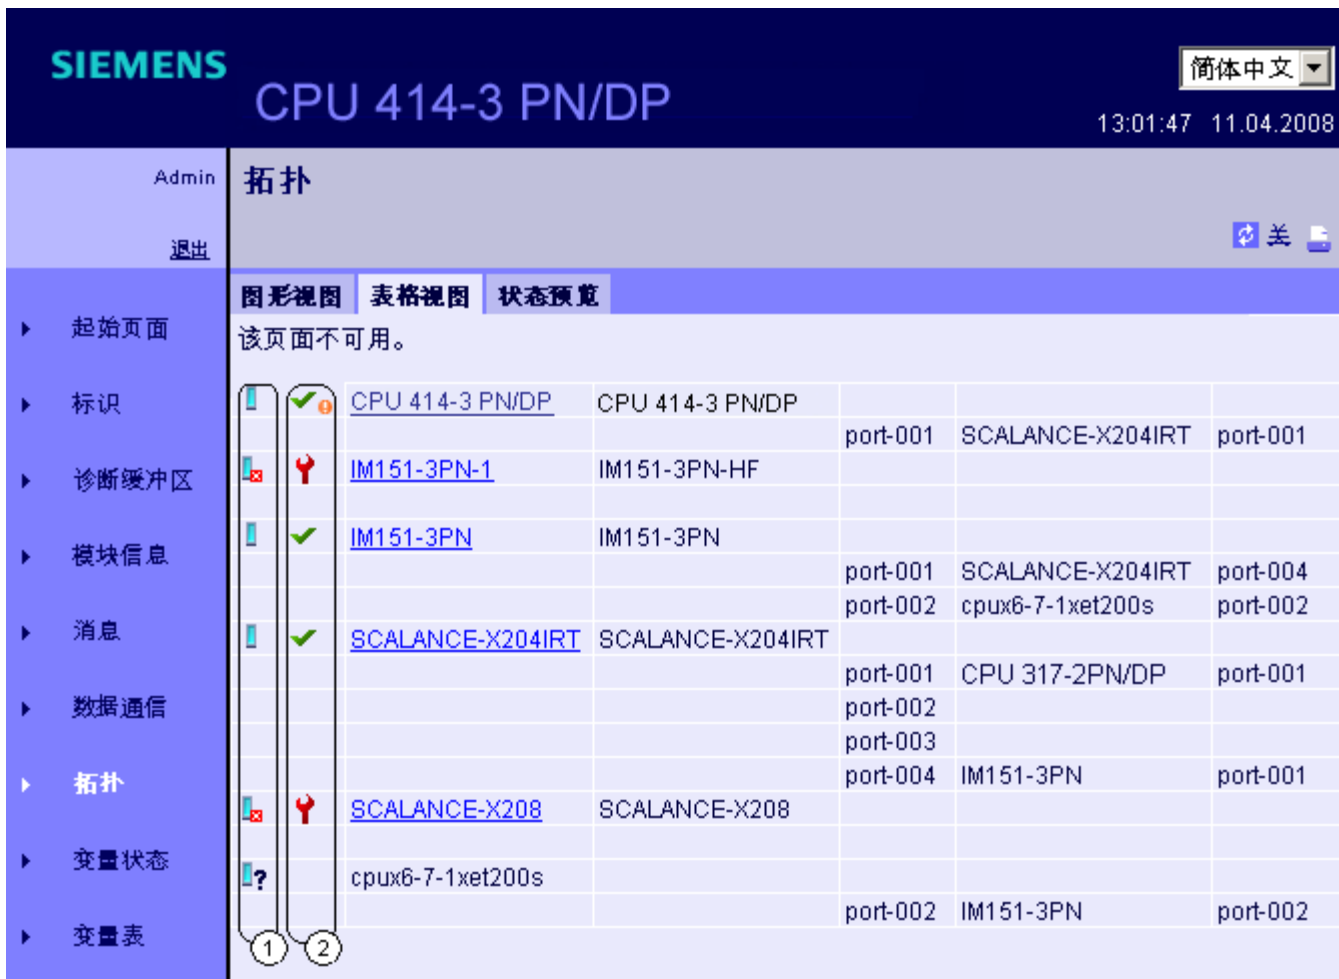 SIEMENS
CPU 414-3 PN/DP
简体中文
13:01:47 11.04.2008
Admin
退出
拓扑
关
起始页面
标识
诊断缓冲区
模块信息
消息
数据通信
拓扑
变量状态
变量表
图形视图 表格视图 状态预览
该页面不可用。
CPU 414-3 PN/DP CPU 414-3 PN/DP
port-001 SCALANCE-X204IRT port-001
IM151-3PN-1 IM151-3PN-HF
IM151-3PN IM151-3PN
port-001 SCALANCE-X204IRT port-004
port-002 cpux6-7-1xet200s port-002
SCALANCE-X204IRT SCALANCE-X204IRT
port-001 CPU 317-2PN/DP port-001
port-002
port-003
port-004 IM151-3PN port-001
SCALANCE-X208 SCALANCE-X208
? cpux6-7-1xet200s
port-002 IM151-3PN port-002
1 2